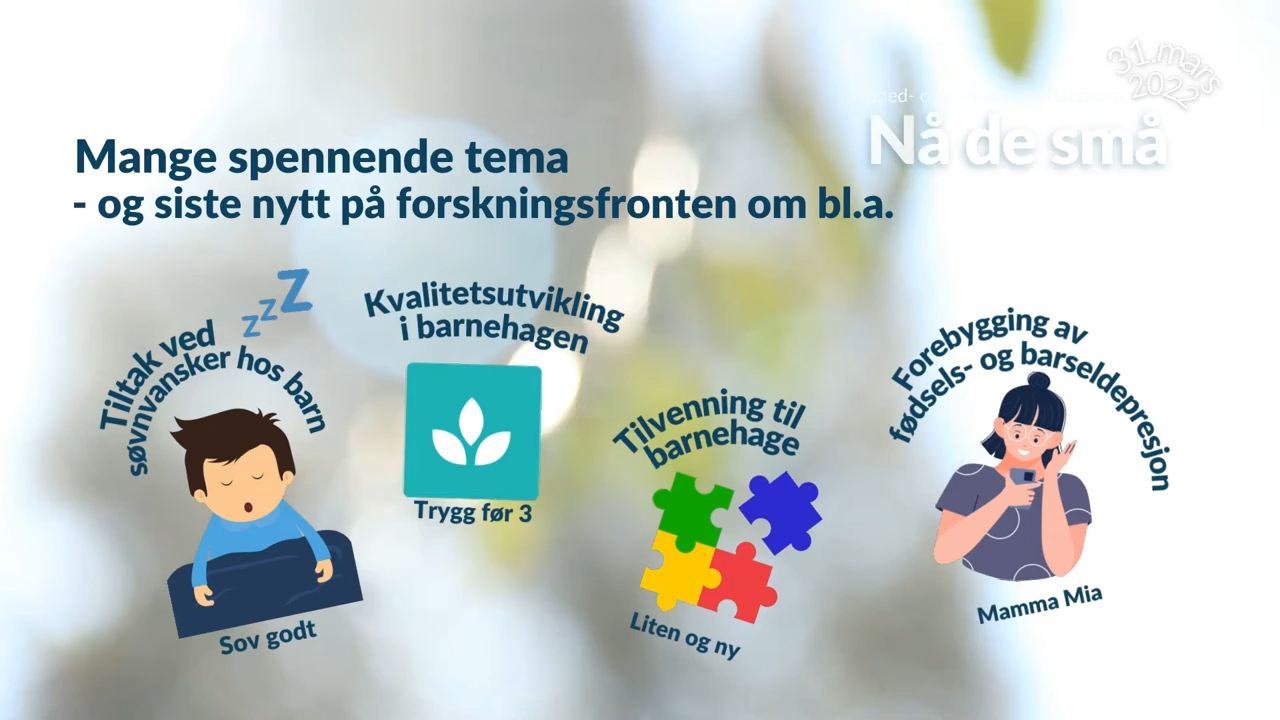 31.mars
2022
Nå de små
Mange spennende tema
- og siste nytt på forskningsfronten om bl.a.
zzZ
Tiltak ved
søvnvansker hos barn
Sov godt
Kvalitetsutvikling
i barnehagen
Trygg før 3
Tilvenning til
barnehage
Liten og ny
Forebygging av
fødsels- og barseldepresjon
Mamma Mia